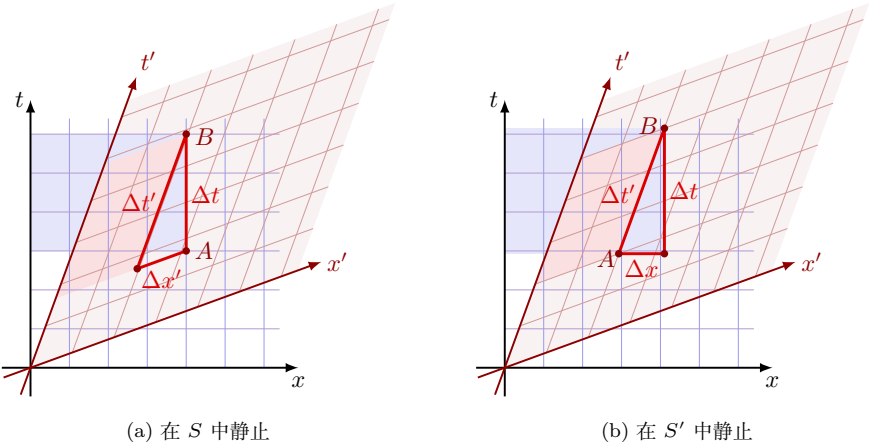 t′
t
B
Δt′
Δt
A
Δx′
x′
x
(a) 在 S 中静止
t′
t
B
Δt′
Δt
A
Δx
x′
x
(b) 在 S′ 中静止